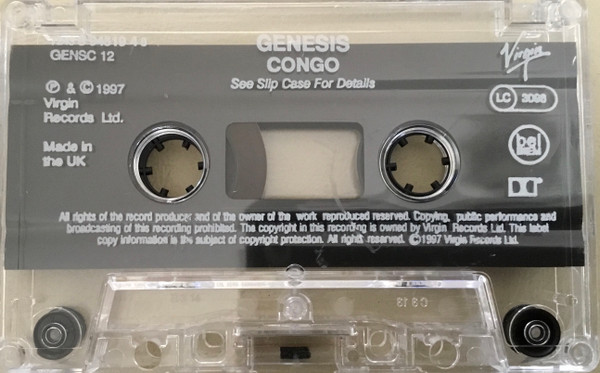 GENSC 12
GENESIS
CONGO
See Slip Case For Details
Ⓟ & © 1997
Virgin
Records Ltd.
Made in
the UK
Virgin
LC 3098
bel
BIEM
All rights of the record producer and of the owner of the work reproduced reserved. Copying, public performance and
broadcasting of this recording prohibited. The copyright in this recording is owned by Virgin Records Ltd. This label
copy information is the subject of copyright protection. All rights reserved. © 1997 Virgin Records Ltd.